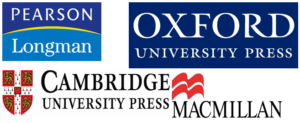 PEARSON
Longman
OXFORD
UNIVERSITY PRESS
CAMBRIDGE
UNIVERSITY PRESS
MACMILLAN